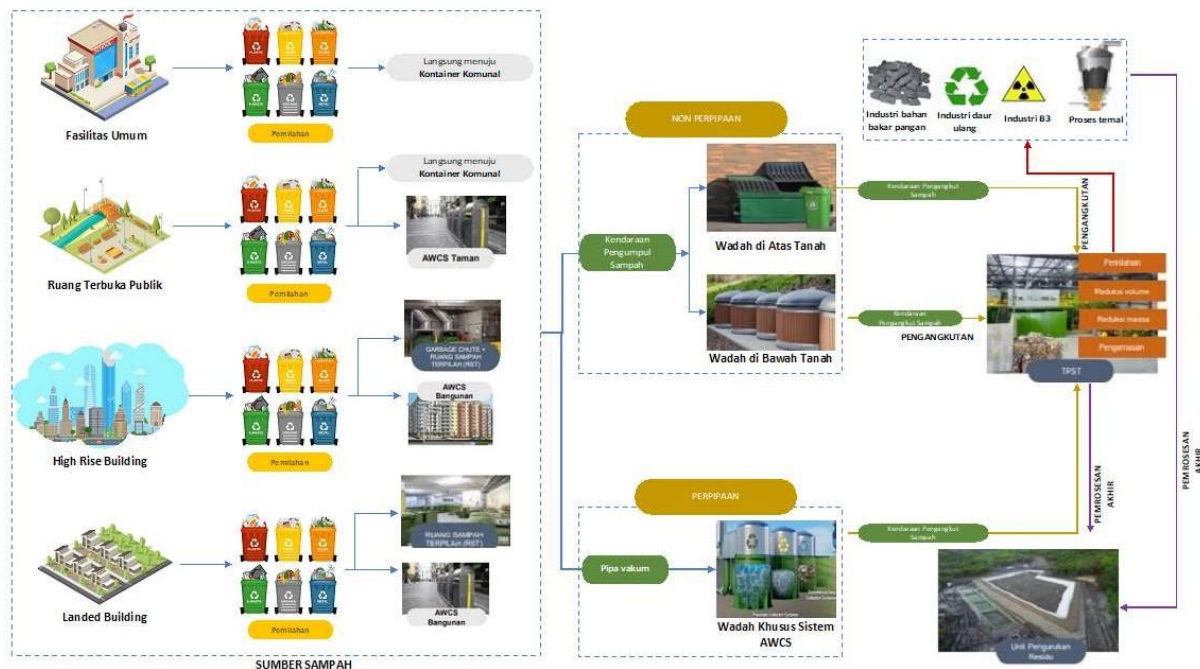 Fasilitas Umum
Pemilahan
Langsung menuju
Kontainer Komunal
Ruang Terbuka Publik
Pemilahan
Langsung menuju
Kontainer Komunal
AWCS Taman
High Rise Building
Pemilahan
GARBAGE CHUTE +
RUANG SAMPAH
TERPILAH (RST)
AWCS
Bangunan
Landed Building
Pemilahan
RUANG SAMPAH
TERPILAH (RST)
AWCS
Bangunan
SUMBER SAMPAH
NON PERPIPAAN
Kendaraan
Pengumpul
Sampah
Wadah di Atas Tanah
Wadah di Bawah Tanah
PERPIPAAN
Pipa vakum
Wadah Khusus Sistem
AWCS
Kendaraan Pengangkut
Sampah
Kendaraan
Pengangkut Sampah
Kendaraan Pengangkut
Sampah
PENGANGKUTAN
PENGANGKUTAN
Industri bahan
bakar pangan
Industri daur
ulang
Industri B3
Proses temal
Pemilahan
Reduksi volume
Reduksi massa
Pengemasan
TPST
PEMROSESAN
AKHIR
PEMROSESAN
AKHIR
Unit Pengurukan
Residu